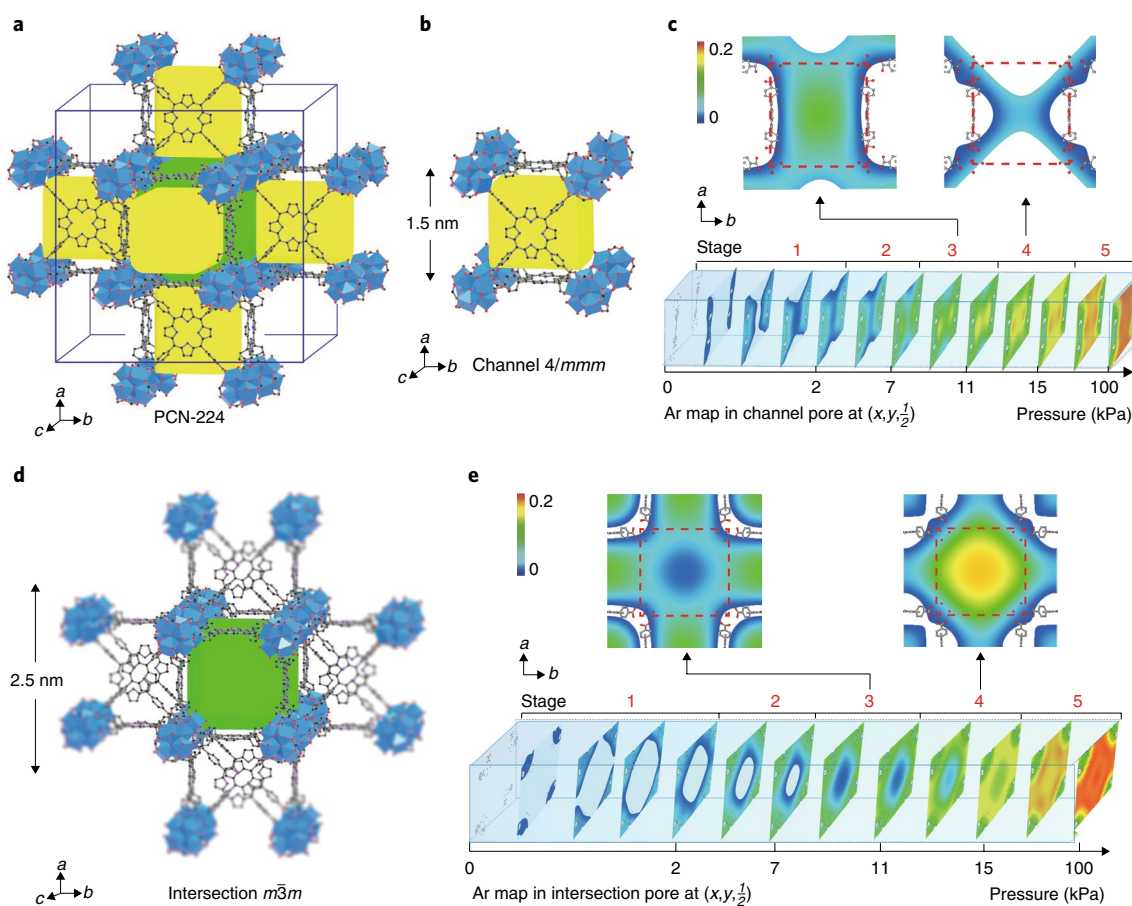 a
a
b
c
PCN-224
b
1.5 nm
a
b
c
Channel 4/mmm
c
0.2
0
a
b
Stage 1 2 3 4 5
0 2 7 11 15 100
Ar map in channel pore at (x,y,1/2) Pressure (kPa)
d
2.5 nm
a
b
c
Intersection m3̄m
e
0.2
0
a
b
Stage 1 2 3 4 5
0 2 7 11 15 100
Ar map in intersection pore at (x,y,1/2) Pressure (kPa)